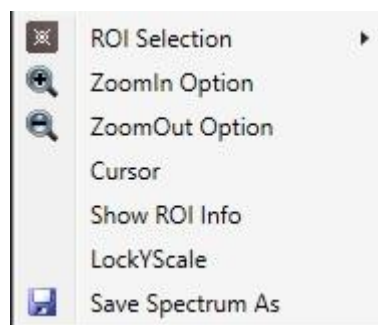 ROI Selection
ZoomIn Option
ZoomOut Option
Cursor
Show ROI Info
LockYScale
Save Spectrum As